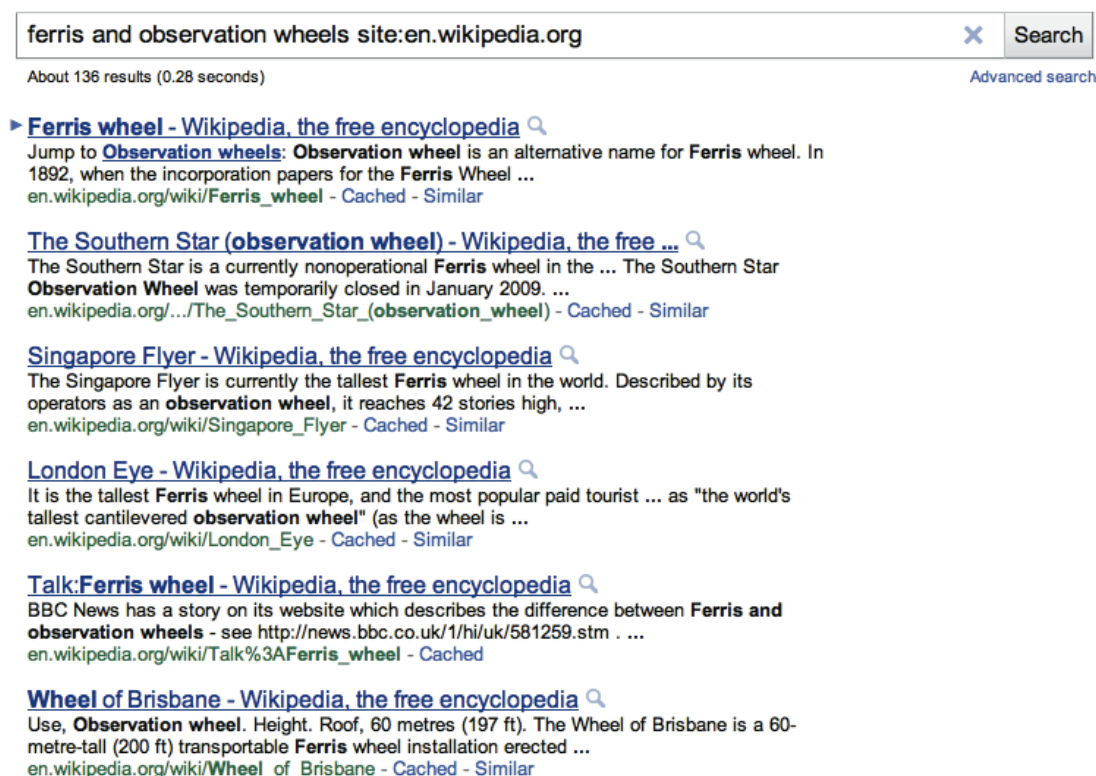 ferris and observation wheels site:en.wikipedia.org
Search
About 136 results (0.28 seconds)
Advanced search
Ferris wheel - Wikipedia, the free encyclopedia
Jump to Observation wheels: Observation wheel is an alternative name for Ferris wheel. In
1892, when the incorporation papers for the Ferris Wheel ...
en.wikipedia.org/wiki/Ferris_wheel - Cached - Similar
The Southern Star (observation wheel) - Wikipedia, the free ...
The Southern Star is a currently nonoperational Ferris wheel in the ... The Southern Star
Observation Wheel was temporarily closed in January 2009. ...
en.wikipedia.org/.../The_Southern_Star_(observation_wheel) - Cached - Similar
Singapore Flyer - Wikipedia, the free encyclopedia
The Singapore Flyer is currently the tallest Ferris wheel in the world. Described by its
operators as an observation wheel, it reaches 42 stories high, ...
en.wikipedia.org/wiki/Singapore_Flyer - Cached - Similar
London Eye - Wikipedia, the free encyclopedia
It is the tallest Ferris wheel in Europe, and the most popular paid tourist ... as "the world's
tallest cantilevered observation wheel" (as the wheel is ...
en.wikipedia.org/wiki/London_Eye - Cached - Similar
Talk:Ferris wheel - Wikipedia, the free encyclopedia
BBC News has a story on its website which describes the difference between Ferris and
observation wheels - see http://news.bbc.co.uk/1/hi/uk/581259.stm . ...
en.wikipedia.org/wiki/Talk%3AFerris_wheel - Cached
Wheel of Brisbane - Wikipedia, the free encyclopedia
Use, Observation wheel. Height. Roof, 60 metres (197 ft). The Wheel of Brisbane is a 60-
metre-tall (200 ft) transportable Ferris wheel installation erected ...
en.wikipedia.org/wiki/Wheel_of_Brisbane - Cached - Similar